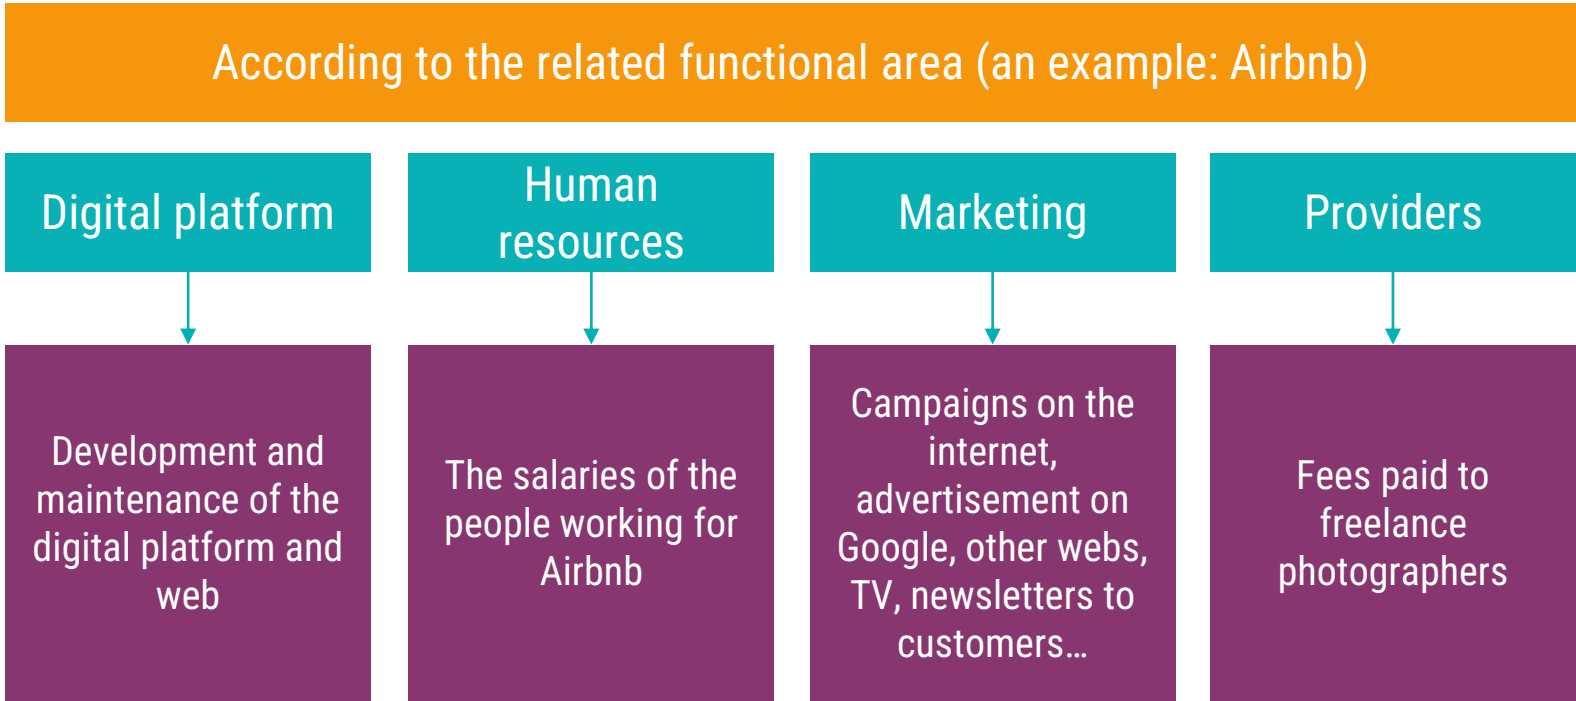 According to the related functional area (an example: Airbnb)
Digital platform
Human
resources
Marketing
Providers
Development and
maintenance of the
digital platform and
web
The salaries of the
people working for
Airbnb
Campaigns on the
internet,
advertisement on
Google, other webs,
TV, newsletters to
customers…
Fees paid to
freelance
photographers